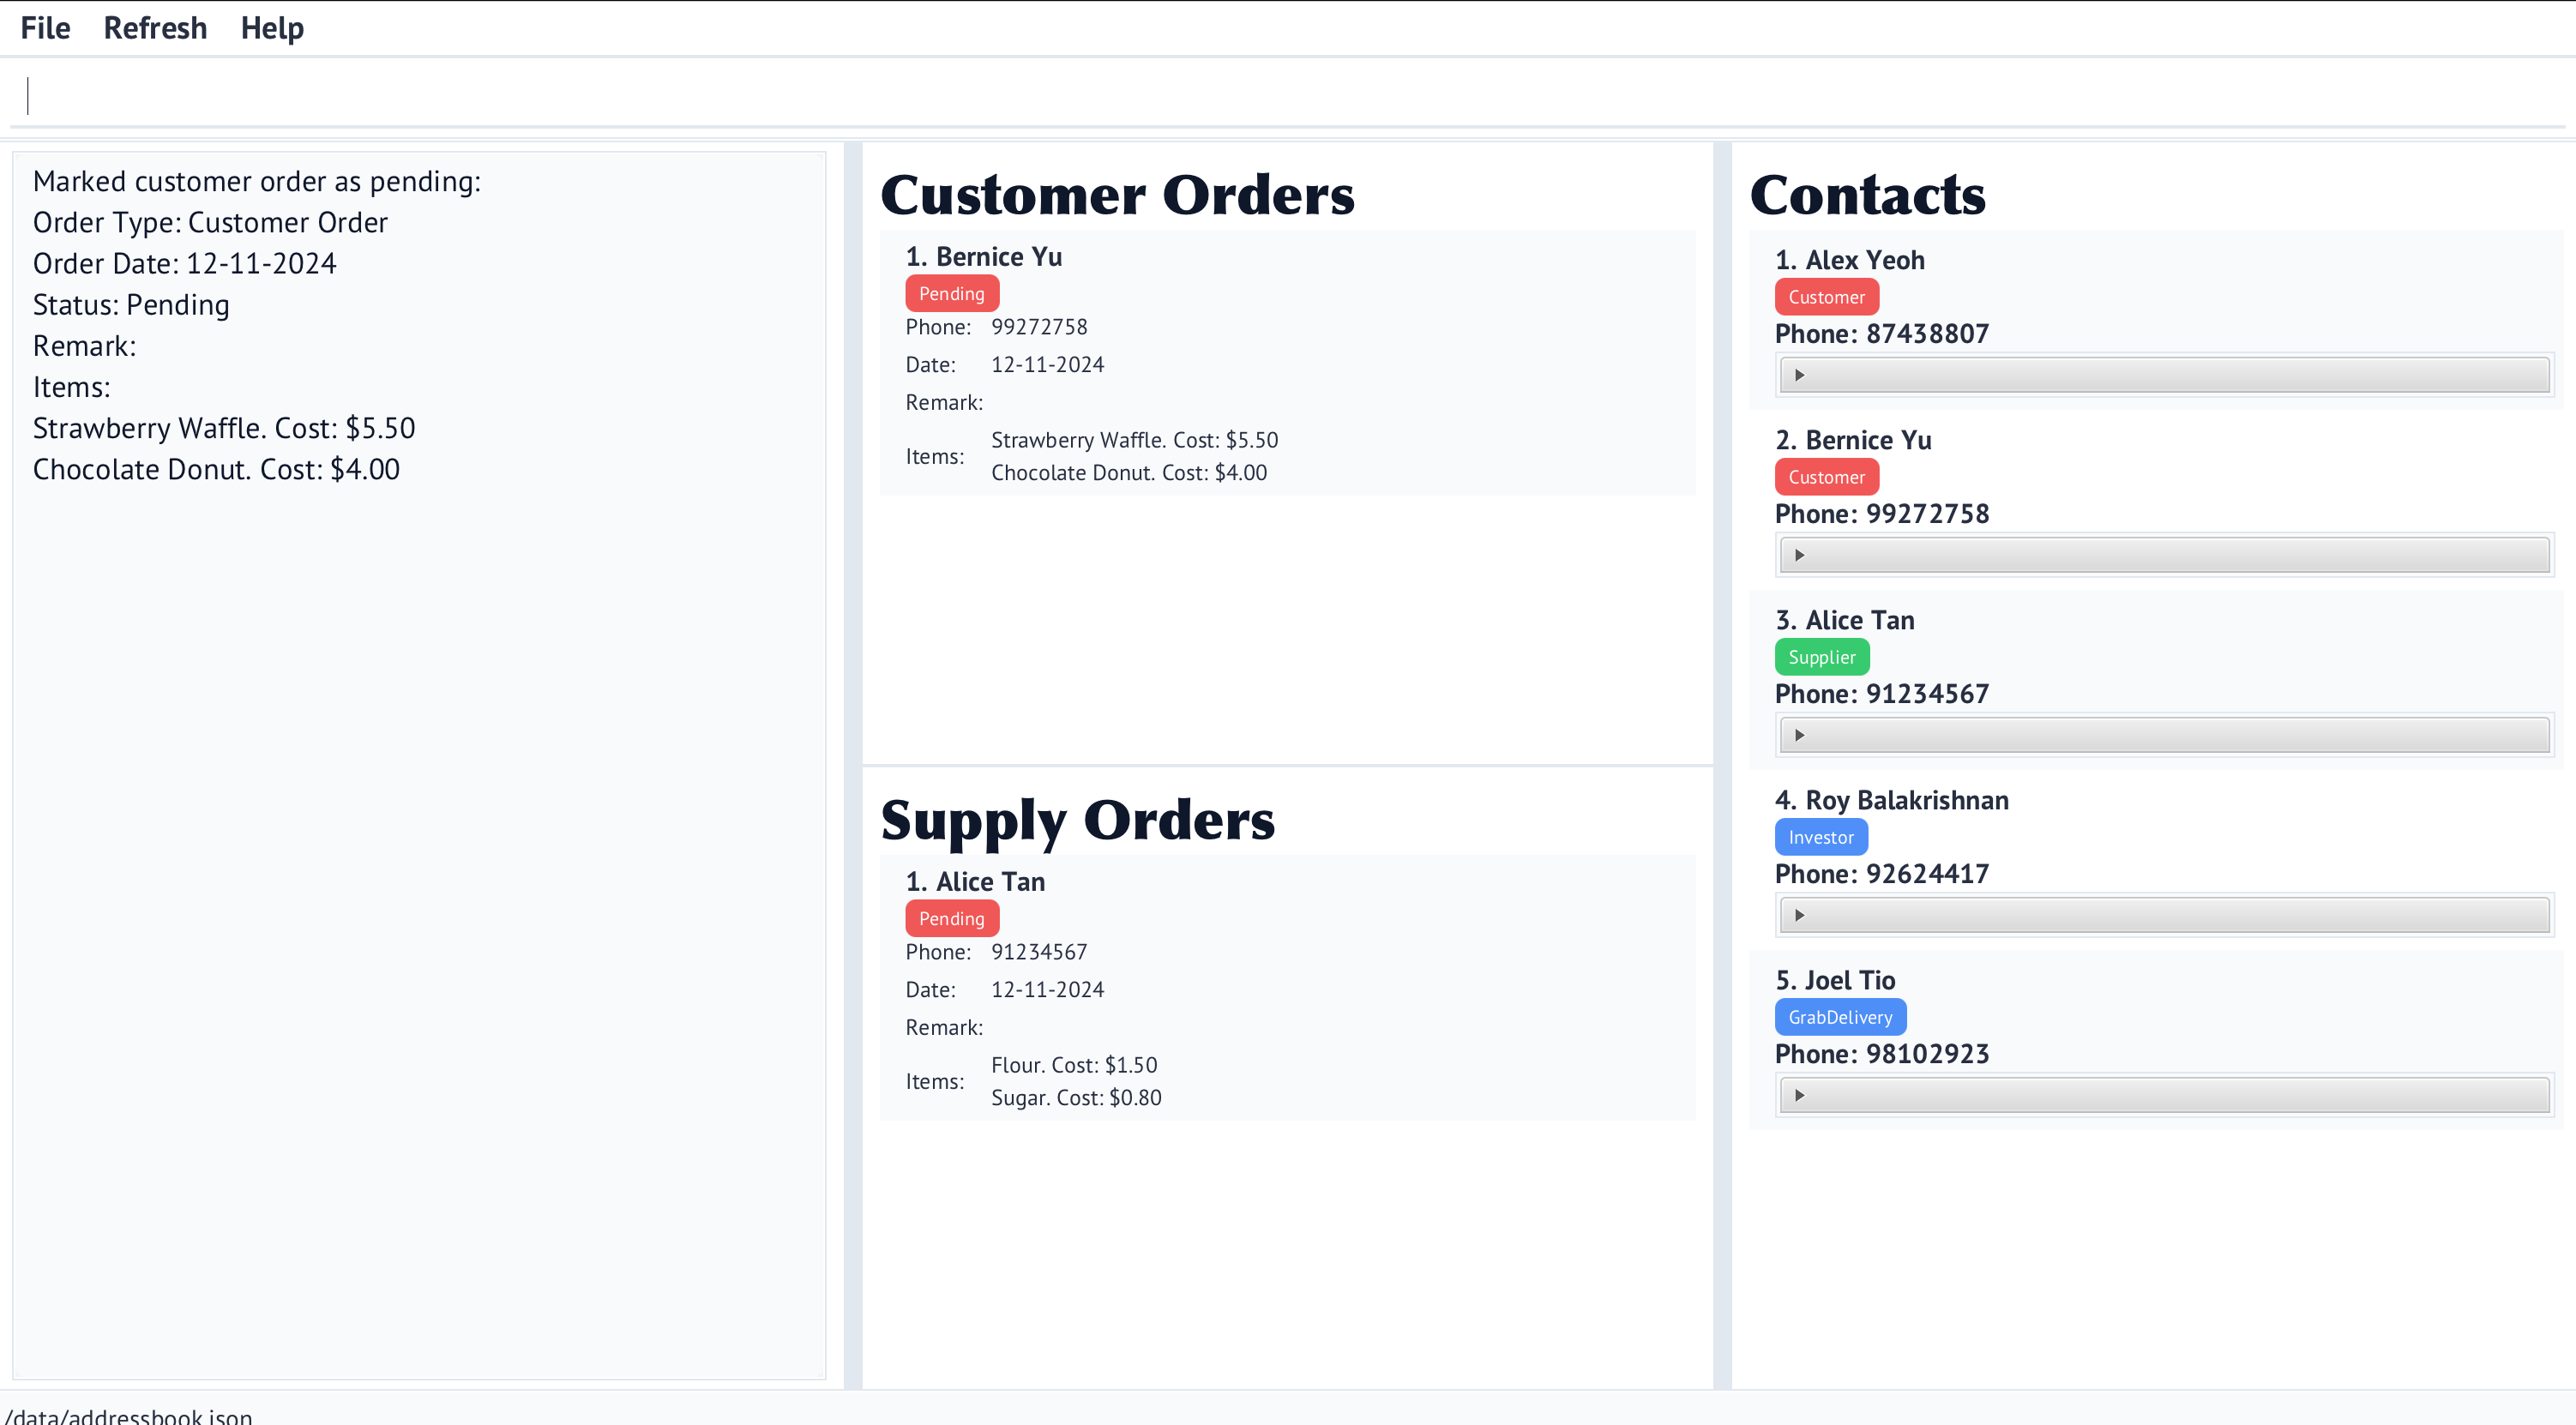 File Refresh Help
Marked customer order as pending:
Order Type: Customer Order
Order Date: 12-11-2024
Status: Pending
Remark:
Items:
Strawberry Waffle. Cost: $5.50
Chocolate Donut. Cost: $4.00
Customer Orders
1. Bernice Yu
Pending
Phone: 99272758
Date: 12-11-2024
Remark:
Items:
Strawberry Waffle. Cost: $5.50
Chocolate Donut. Cost: $4.00
Supply Orders
1. Alice Tan
Pending
Phone: 91234567
Date: 12-11-2024
Remark:
Items:
Flour. Cost: $1.50
Sugar. Cost: $0.80
Contacts
1. Alex Yeoh
Customer
Phone: 87438807
2. Bernice Yu
Customer
Phone: 99272758
3. Alice Tan
Supplier
Phone: 91234567
4. Roy Balakrishnan
Investor
Phone: 92624417
5. Joel Tio
GrabDelivery
Phone: 98102923
/data/addressbook.json